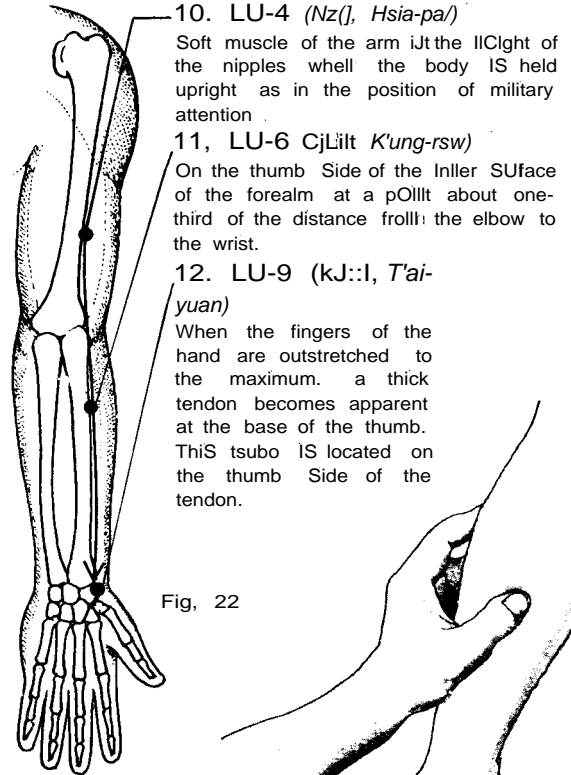 10. LU-4 (Nz(], Hsia-pa/)
Soft muscle of the arm iJt the IlClght of
the nipples whell the body IS held
upright as in the position of military
attention
11, LU-6 CjLilt K'ung-rsw)
On the thumb Side of the Inller SUface
of the forealm at a pOlllt about one-
third of the distance frolll the elbow to
the wrist.
12. LU-9 (kJ::I, T'ai-
yuan)
When the fingers of the
hand are outstretched to
the maximum. a thick
tendon becomes apparent
at the base of the thumb.
ThiS tsubo IS located on
the thumb Side of the
tendon.
Fig, 22